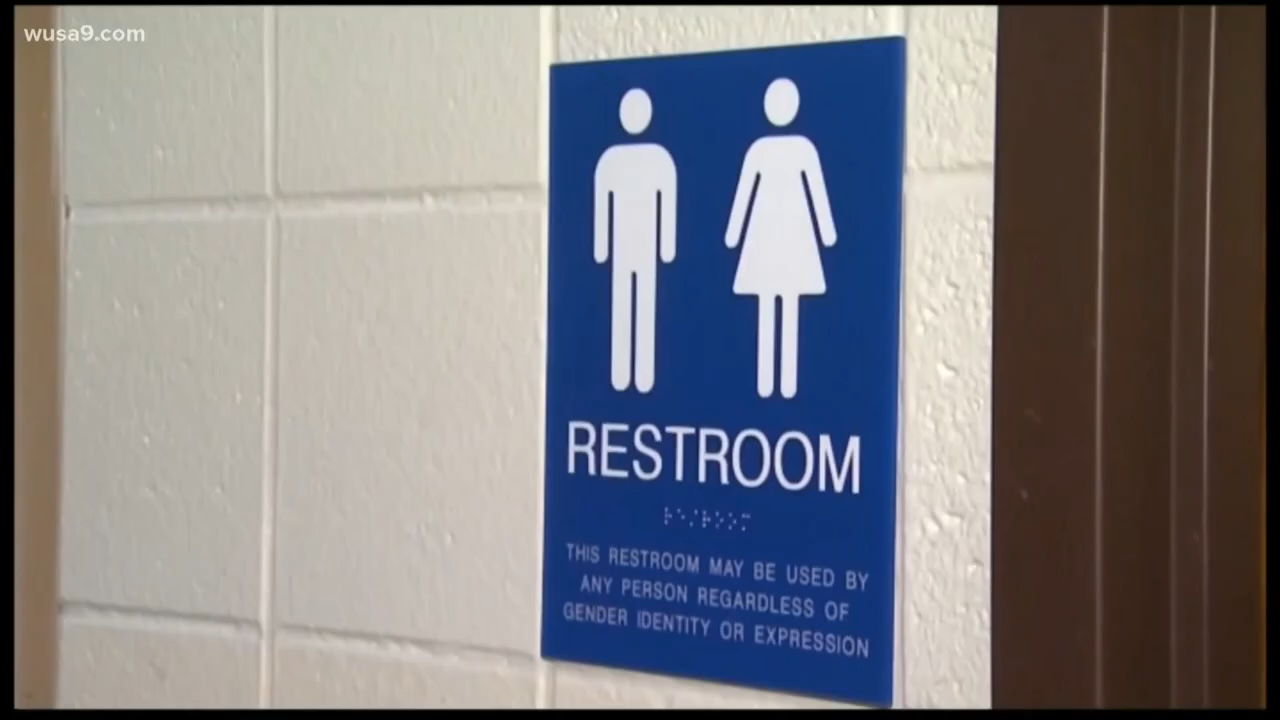 wusa9.com
RESTROOM
THIS RESTROOM MAY BE USED BY
ANY PERSON REGARDLESS OF
GENDER IDENTITY OR EXPRESSION